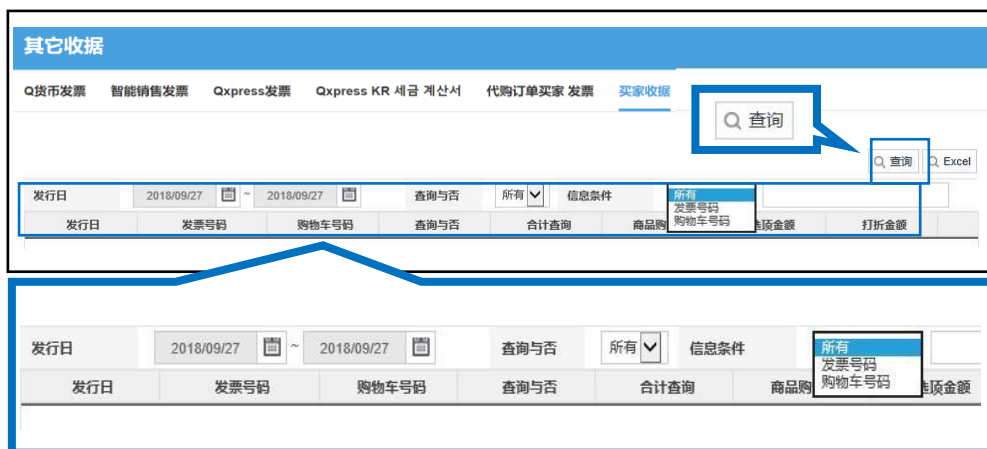 其它收据
Q货币发票 智能销售发票 Qxpress发票 Qxpress KR 세금 계산서 代购订单买家 发票 买家收据
查询
查询 Excel
发行日 2018/09/27 ~ 2018/09/27 查询与否 所有 信息条件 所有
发票号码
购物车号码
发行日 发票号码 购物车号码 查询与否 合计查询 商品购 选项金额 打折金额
发行日 2018/09/27 ~ 2018/09/27 查询与否 所有 信息条件 所有
发票号码
购物车号码
发行日 发票号码 购物车号码 查询与否 合计查询 商品购 项金额